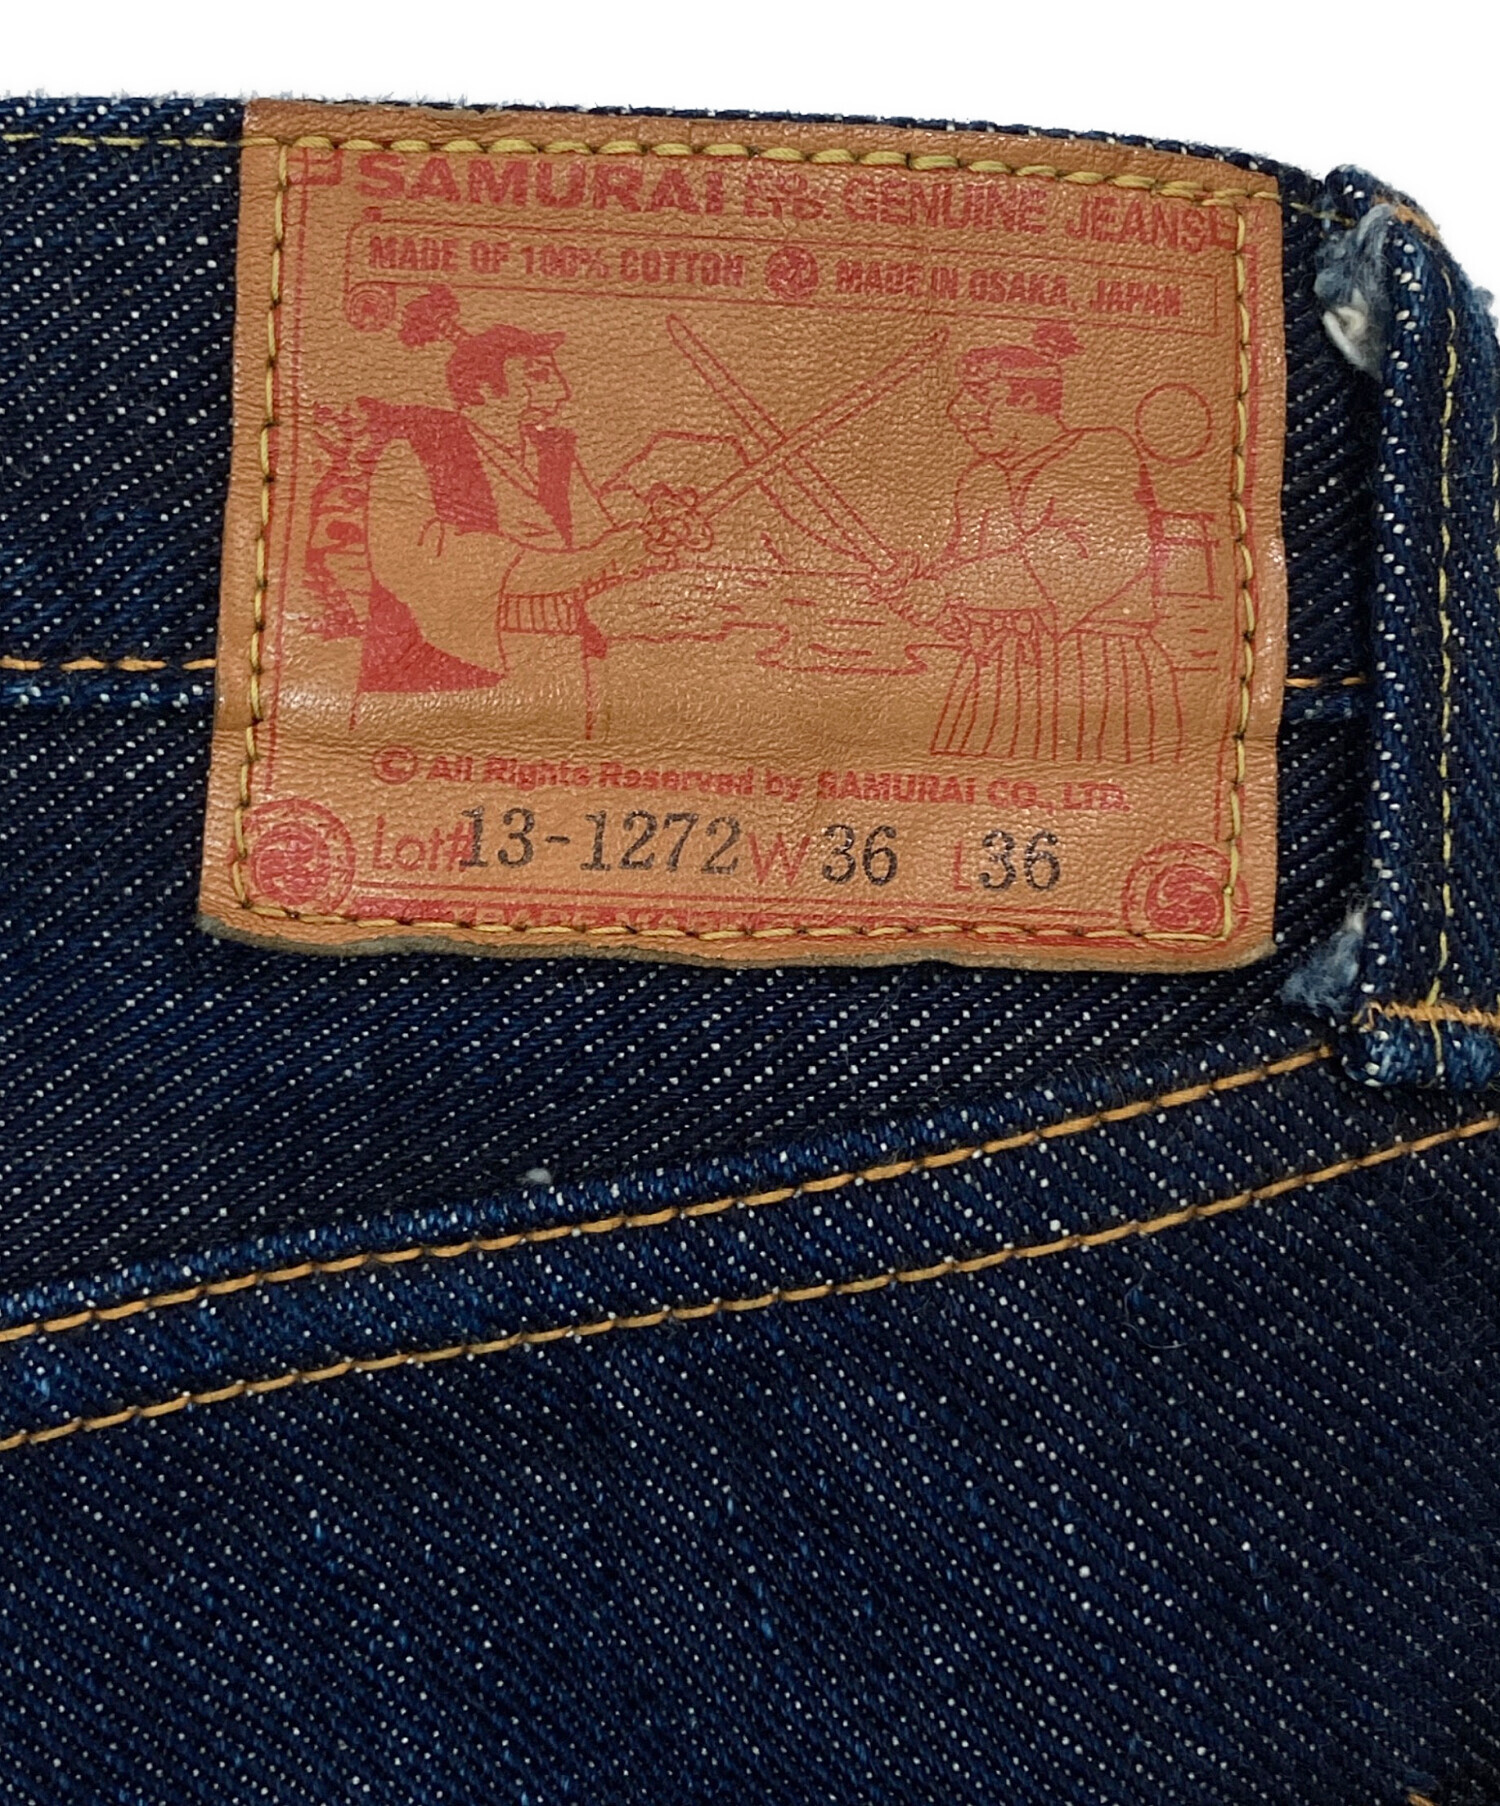 SAMURAI LTD. GENUINE JEANS
MADE OF 100% COTTON MADE IN OSAKA, JAPAN
© All Rights Reserved by SAMURAI CO., LTD.
Lot# 13-1272 W 36 L 36